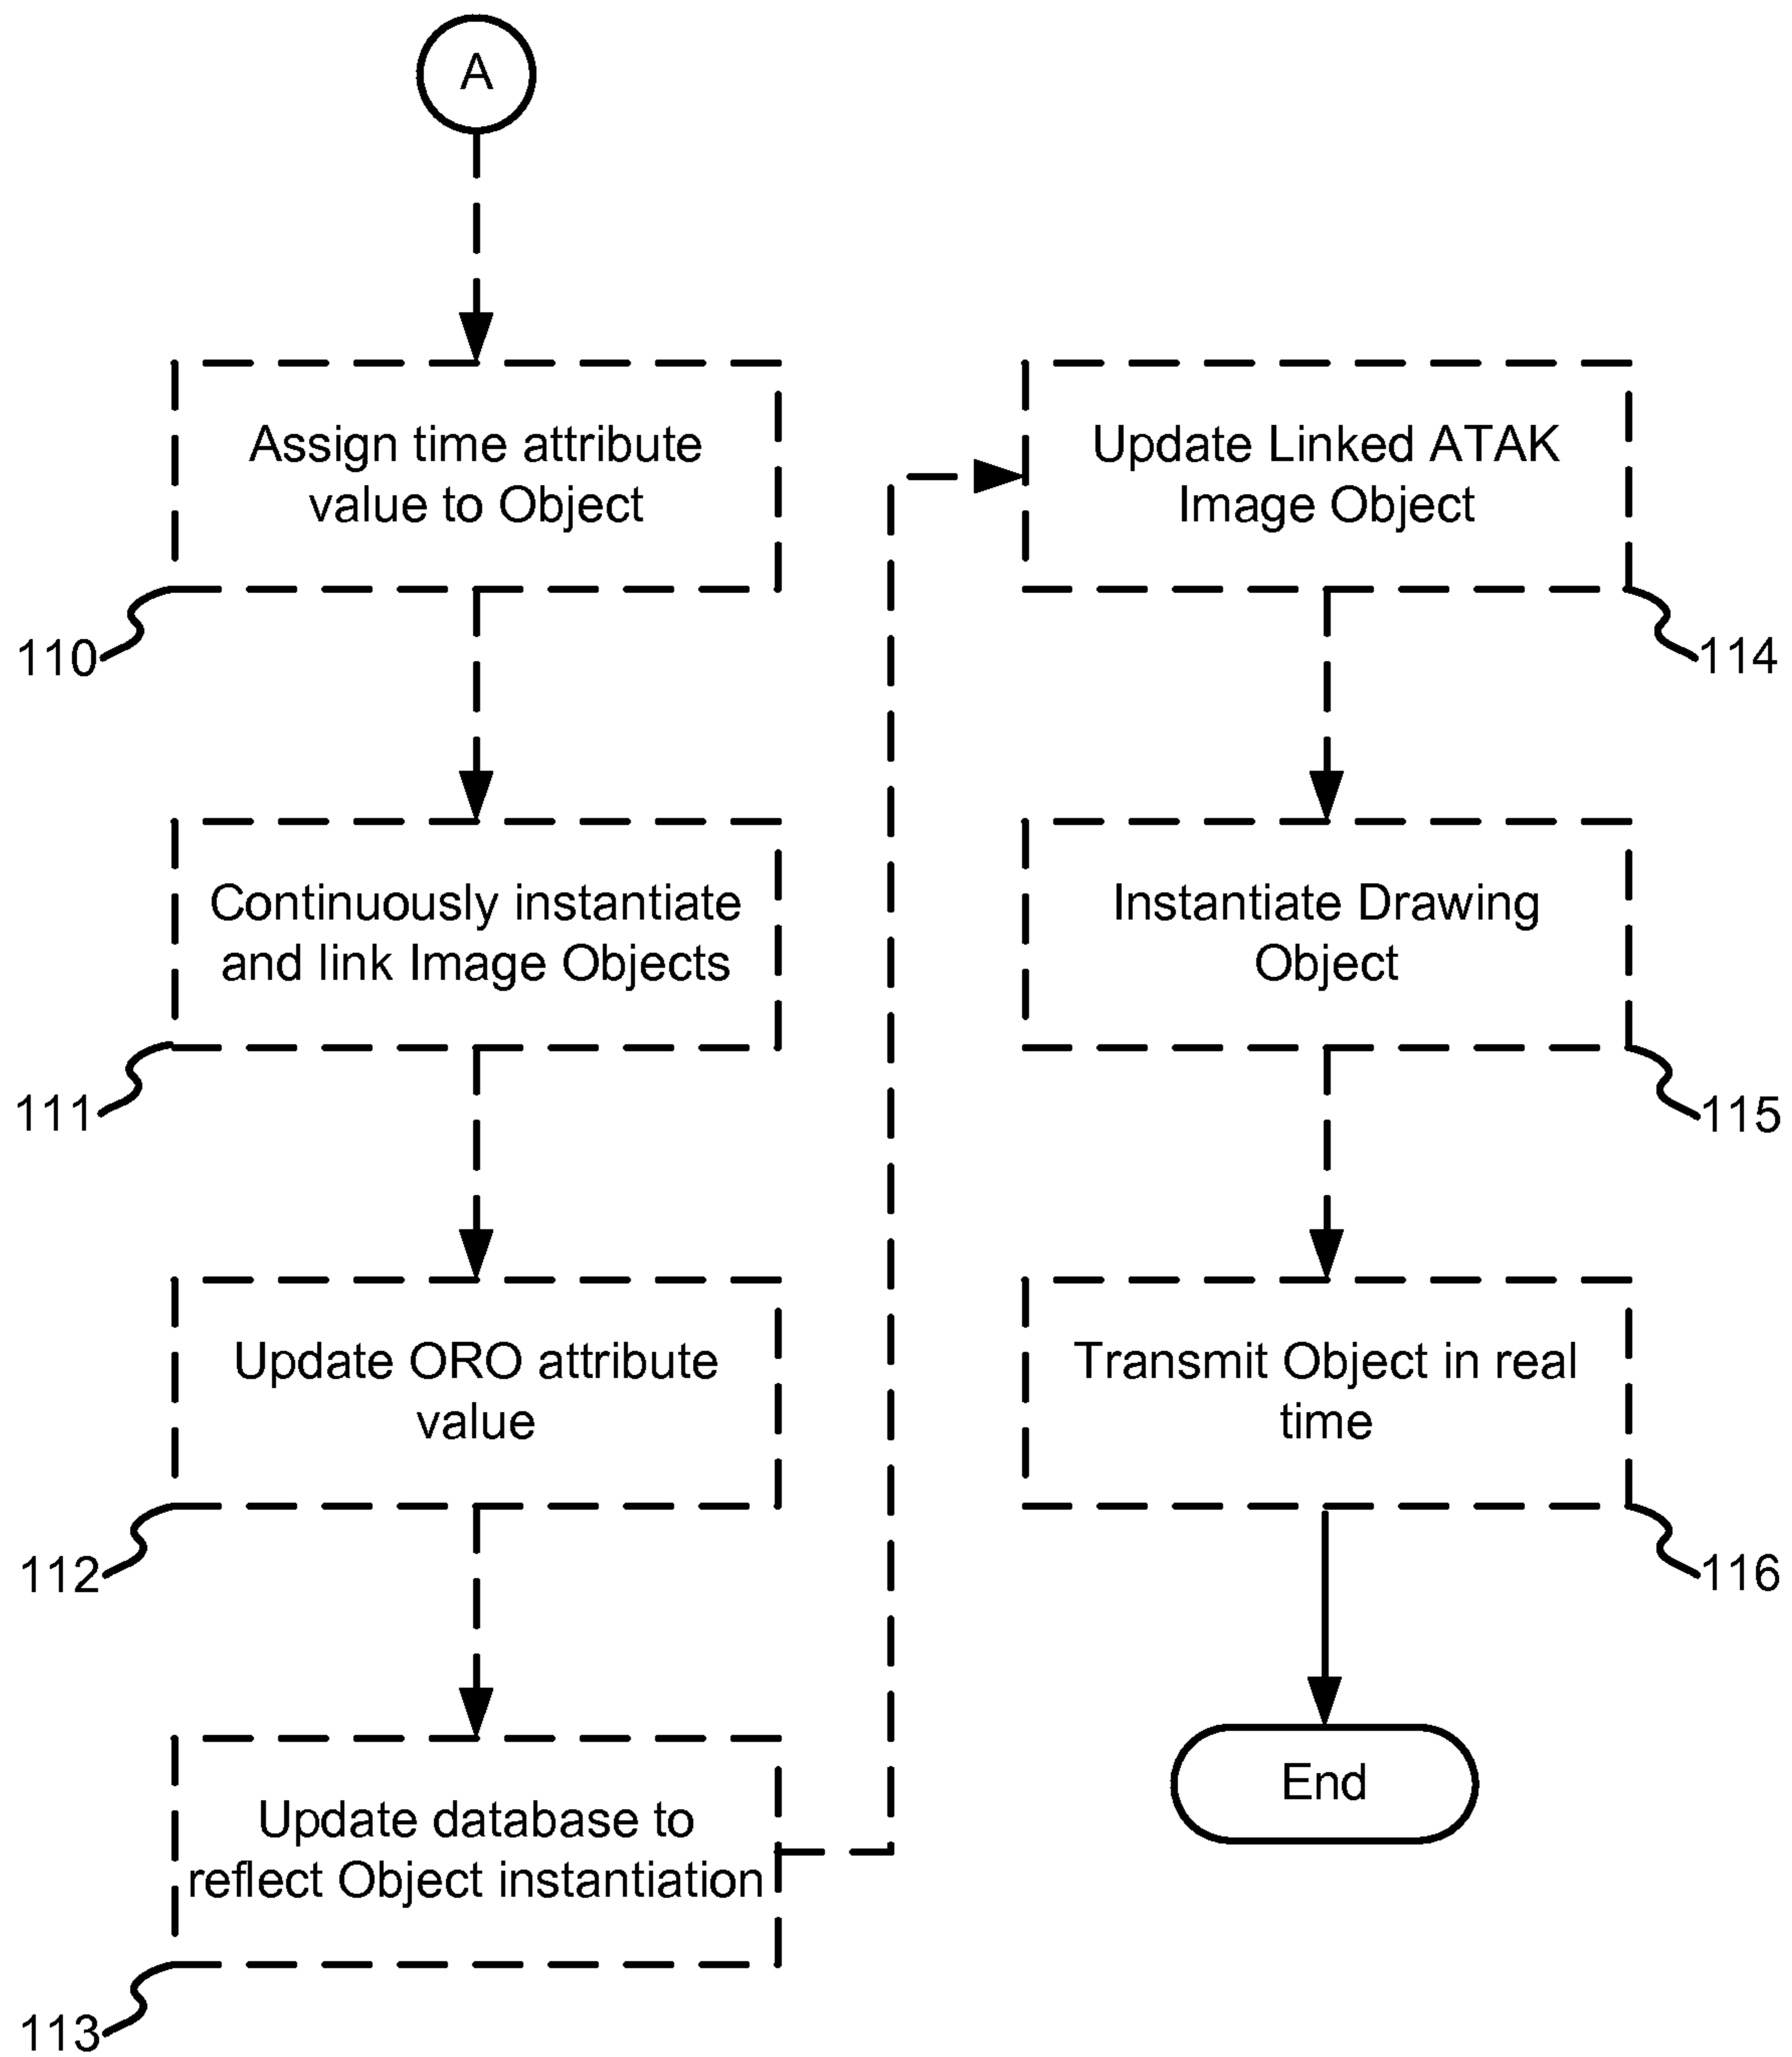 A
Assign time attribute
value to Object
110
Continuously instantiate
and link Image Objects
111
Update ORO attribute
value
112
Update database to
reflect Object instantiation
113
Update Linked ATAK
Image Object
114
Instantiate Drawing
Object
115
Transmit Object in real
time
116
End